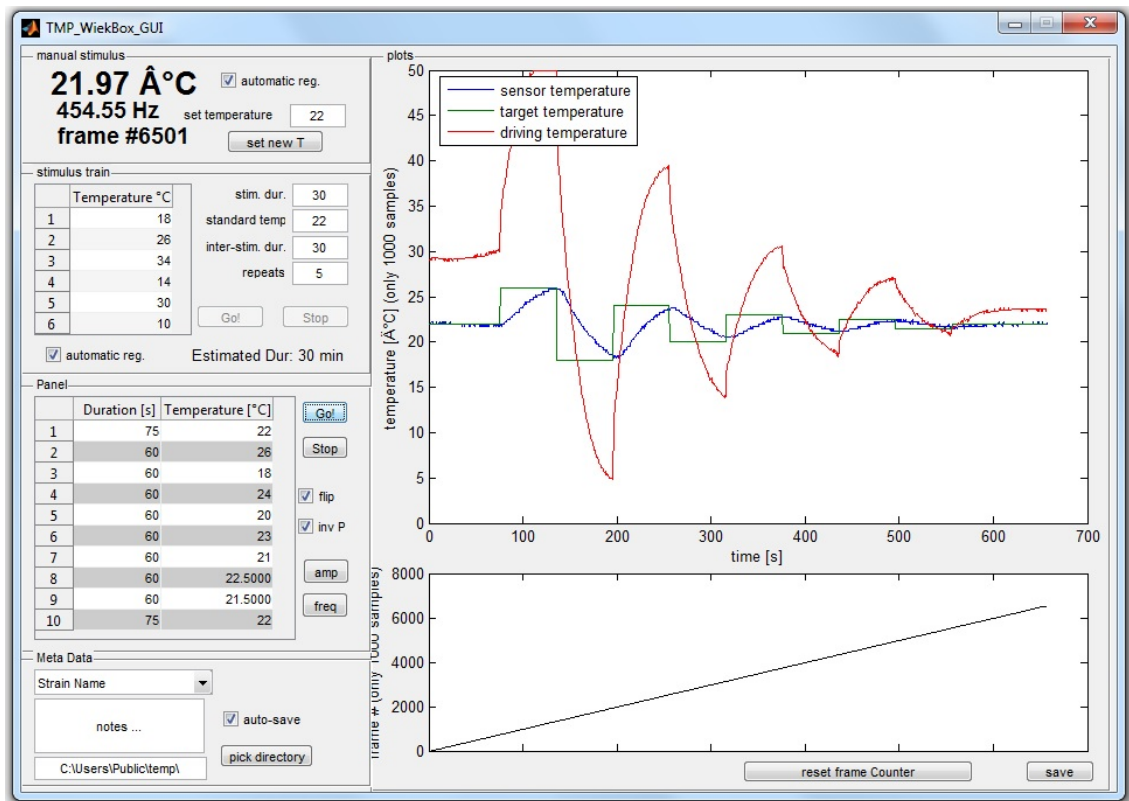 TMP_WiekBox_GUI
manual stimulus
21.97 Â°C
automatic reg.
454.55 Hz
set temperature 22
frame #6501
set new T
stimulus train
Temperature °C
1 18
2 26
3 34
4 14
5 30
6 10
stim. dur. 30
standard temp 22
inter-stim. dur. 30
repeats 5
Go! Stop
automatic reg. Estimated Dur: 30 min
Panel
Duration [s] Temperature [°C]
1 75 22
2 60 26
3 60 18
4 60 24
5 60 20
6 60 23
7 60 21
8 60 22.5000
9 60 21.5000
10 75 22
Go!
Stop
flip
inv P
amp
freq
Meta Data
Strain Name
notes ...
auto-save
pick directory
C:\Users\Public\temp\
plots
sensor temperature
target temperature
driving temperature
50
45
40
35
30
25
20
15
10
5
0
temperature [Â°C] (only 1000 samples)
0 100 200 300 400 500 600 700
time [s]
8000
6000
4000
2000
0
frame # (only 1000 samples)
reset frame Counter
save